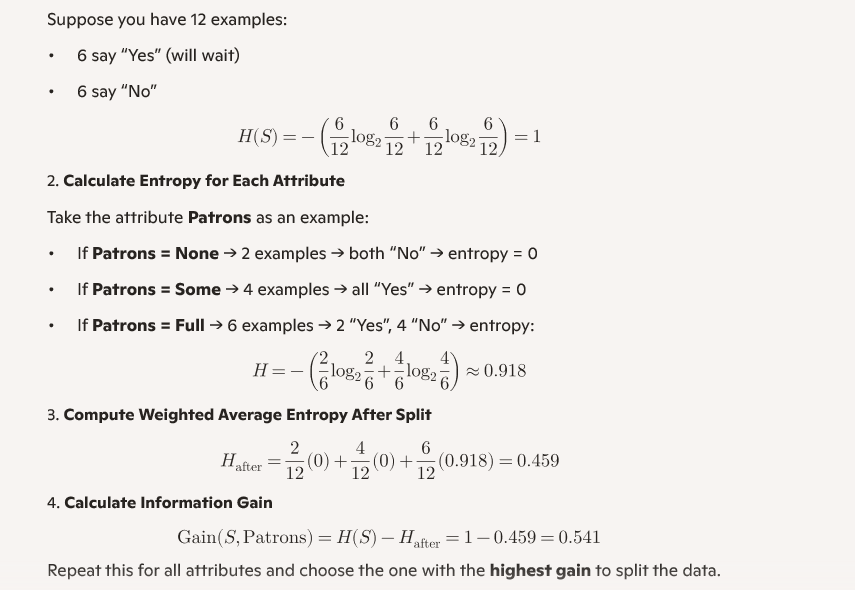 Suppose you have 12 examples:
• 6 say “Yes” (will wait)
• 6 say “No”
H(S) = −(6/12 log₂ 6/12 + 6/12 log₂ 6/12) = 1
2. Calculate Entropy for Each Attribute
Take the attribute Patrons as an example:
• If Patrons = None → 2 examples → both “No” → entropy = 0
• If Patrons = Some → 4 examples → all “Yes” → entropy = 0
• If Patrons = Full → 6 examples → 2 “Yes”, 4 “No” → entropy:
H = −(2/6 log₂ 2/6 + 4/6 log₂ 4/6) ≈ 0.918
3. Compute Weighted Average Entropy After Split
H_after = 2/12 (0) + 4/12 (0) + 6/12 (0.918) = 0.459
4. Calculate Information Gain
Gain(S, Patrons) = H(S) − H_after = 1 − 0.459 = 0.541
Repeat this for all attributes and choose the one with the highest gain to split the data.